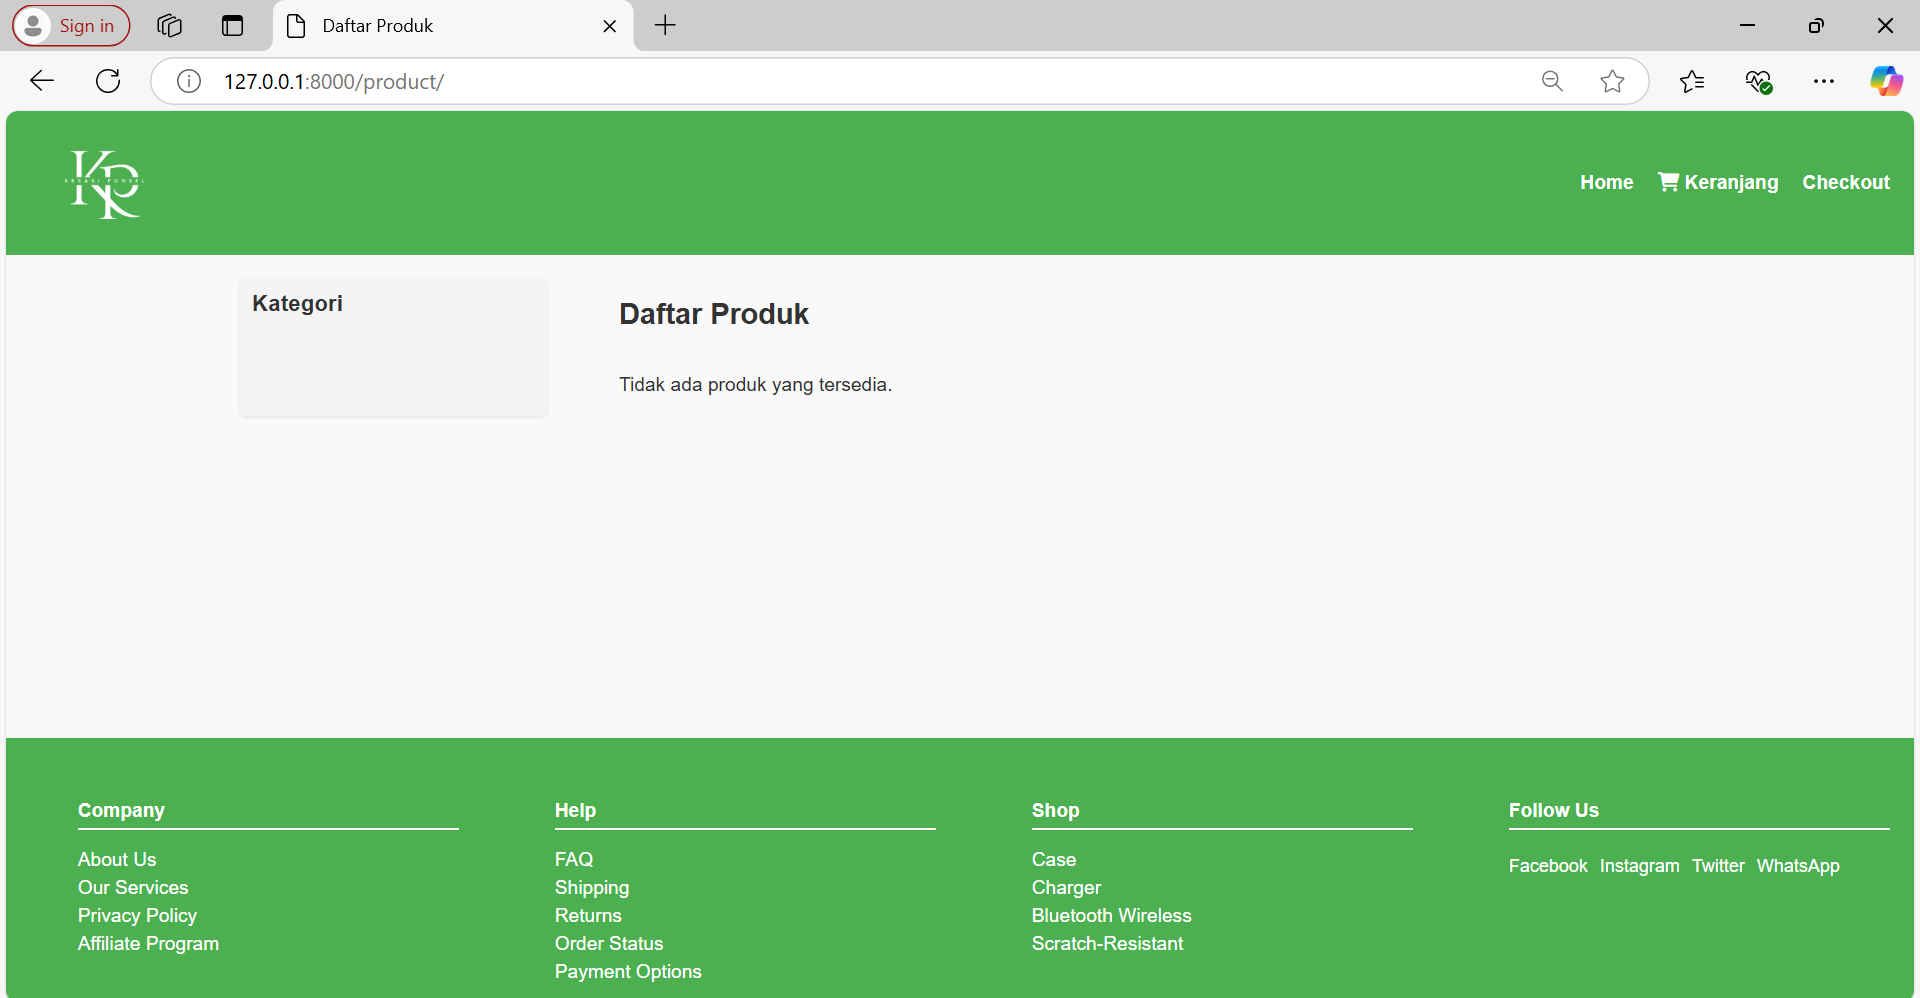 Sign in
Daftar Produk
127.0.0.1:8000/product/
KREASI PONSEL
Home Keranjang Checkout
Kategori
Daftar Produk
Tidak ada produk yang tersedia.
Company
About Us
Our Services
Privacy Policy
Affiliate Program
Help
FAQ
Shipping
Returns
Order Status
Payment Options
Shop
Case
Charger
Bluetooth Wireless
Scratch-Resistant
Follow Us
Facebook Instagram Twitter WhatsApp